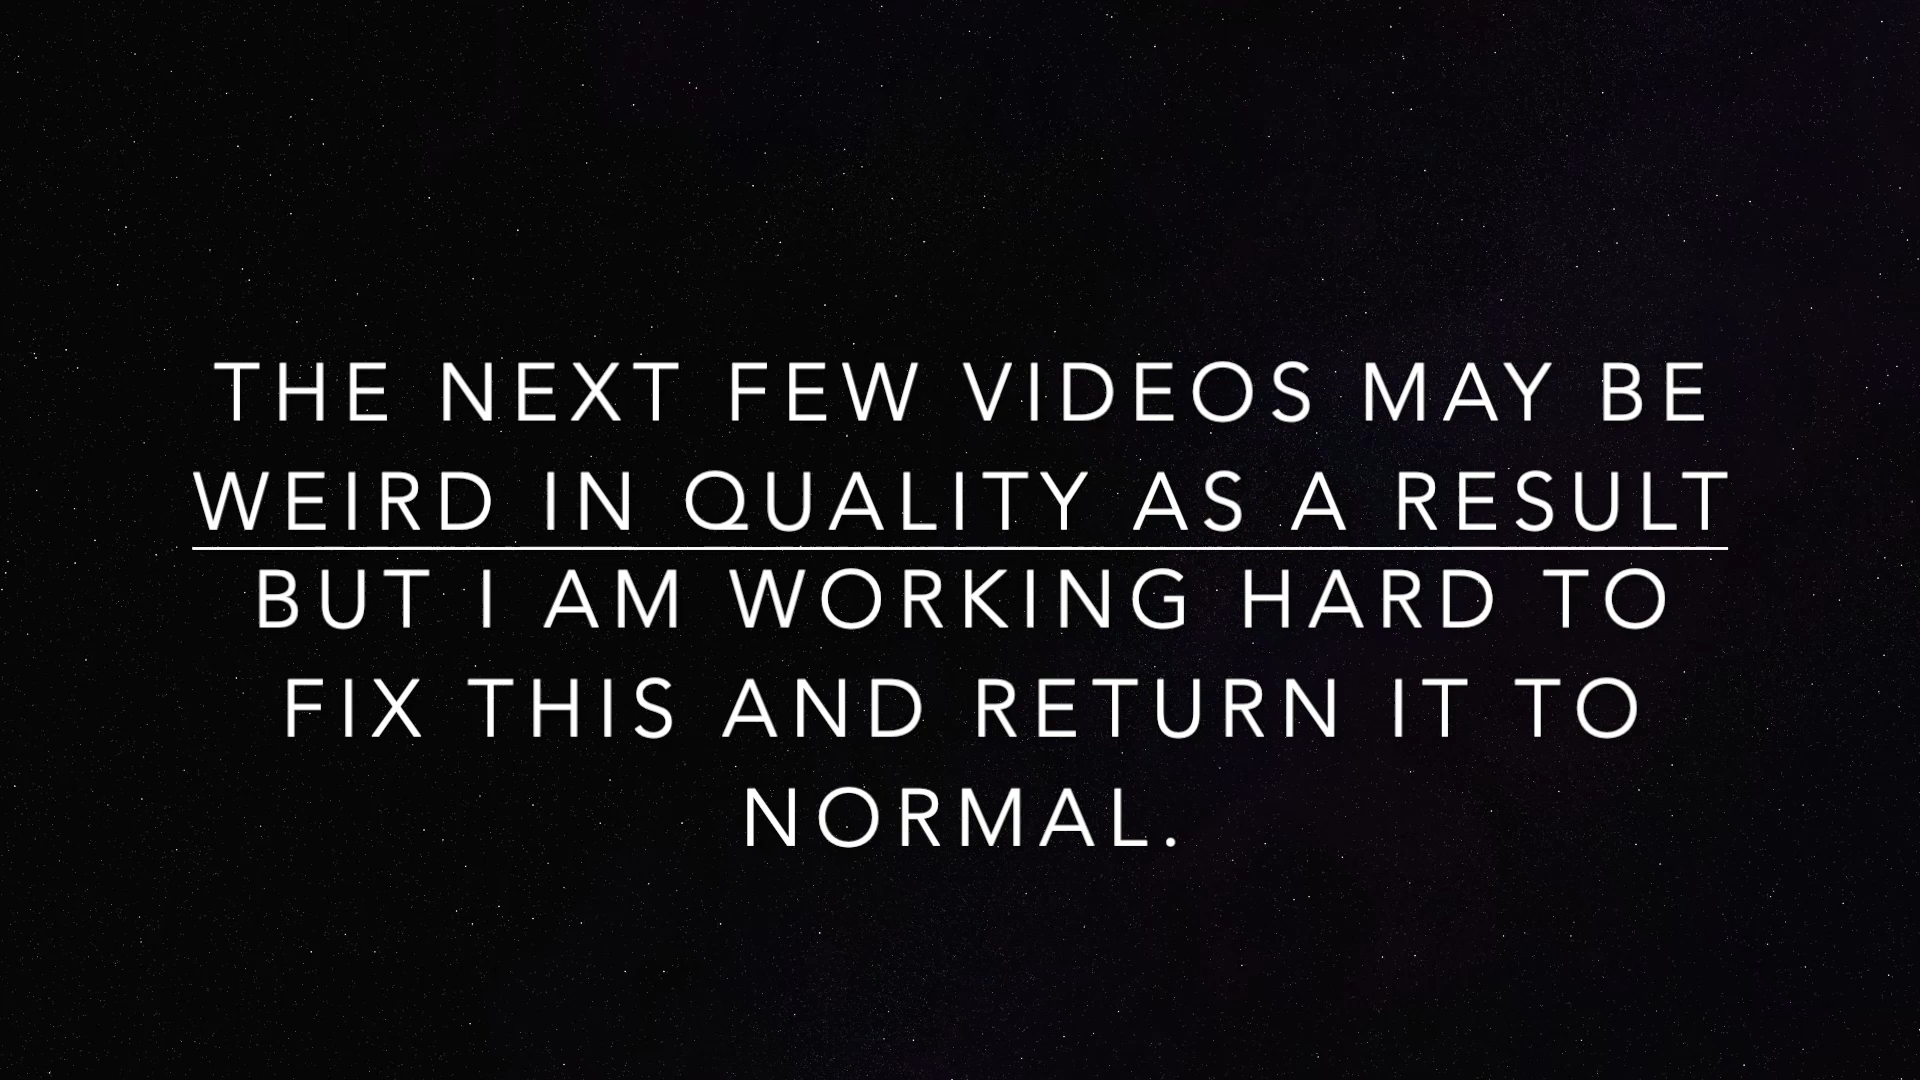 THE NEXT FEW VIDEOS MAY BE
WEIRD IN QUALITY AS A RESULT
BUT I AM WORKING HARD TO
FIX THIS AND RETURN IT TO
NORMAL.